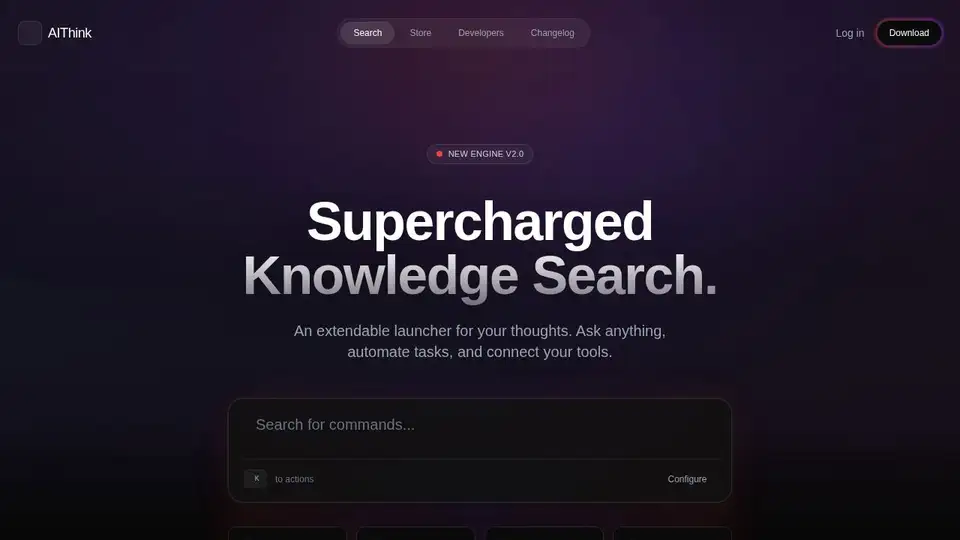 AIThink
Search
Store
Developers
Changelog
Log in
Download
NEW ENGINE V2.0
Supercharged
Knowledge Search.
An extendable launcher for your thoughts. Ask anything,
automate tasks, and connect your tools.
Search for commands...
K
to actions
Configure